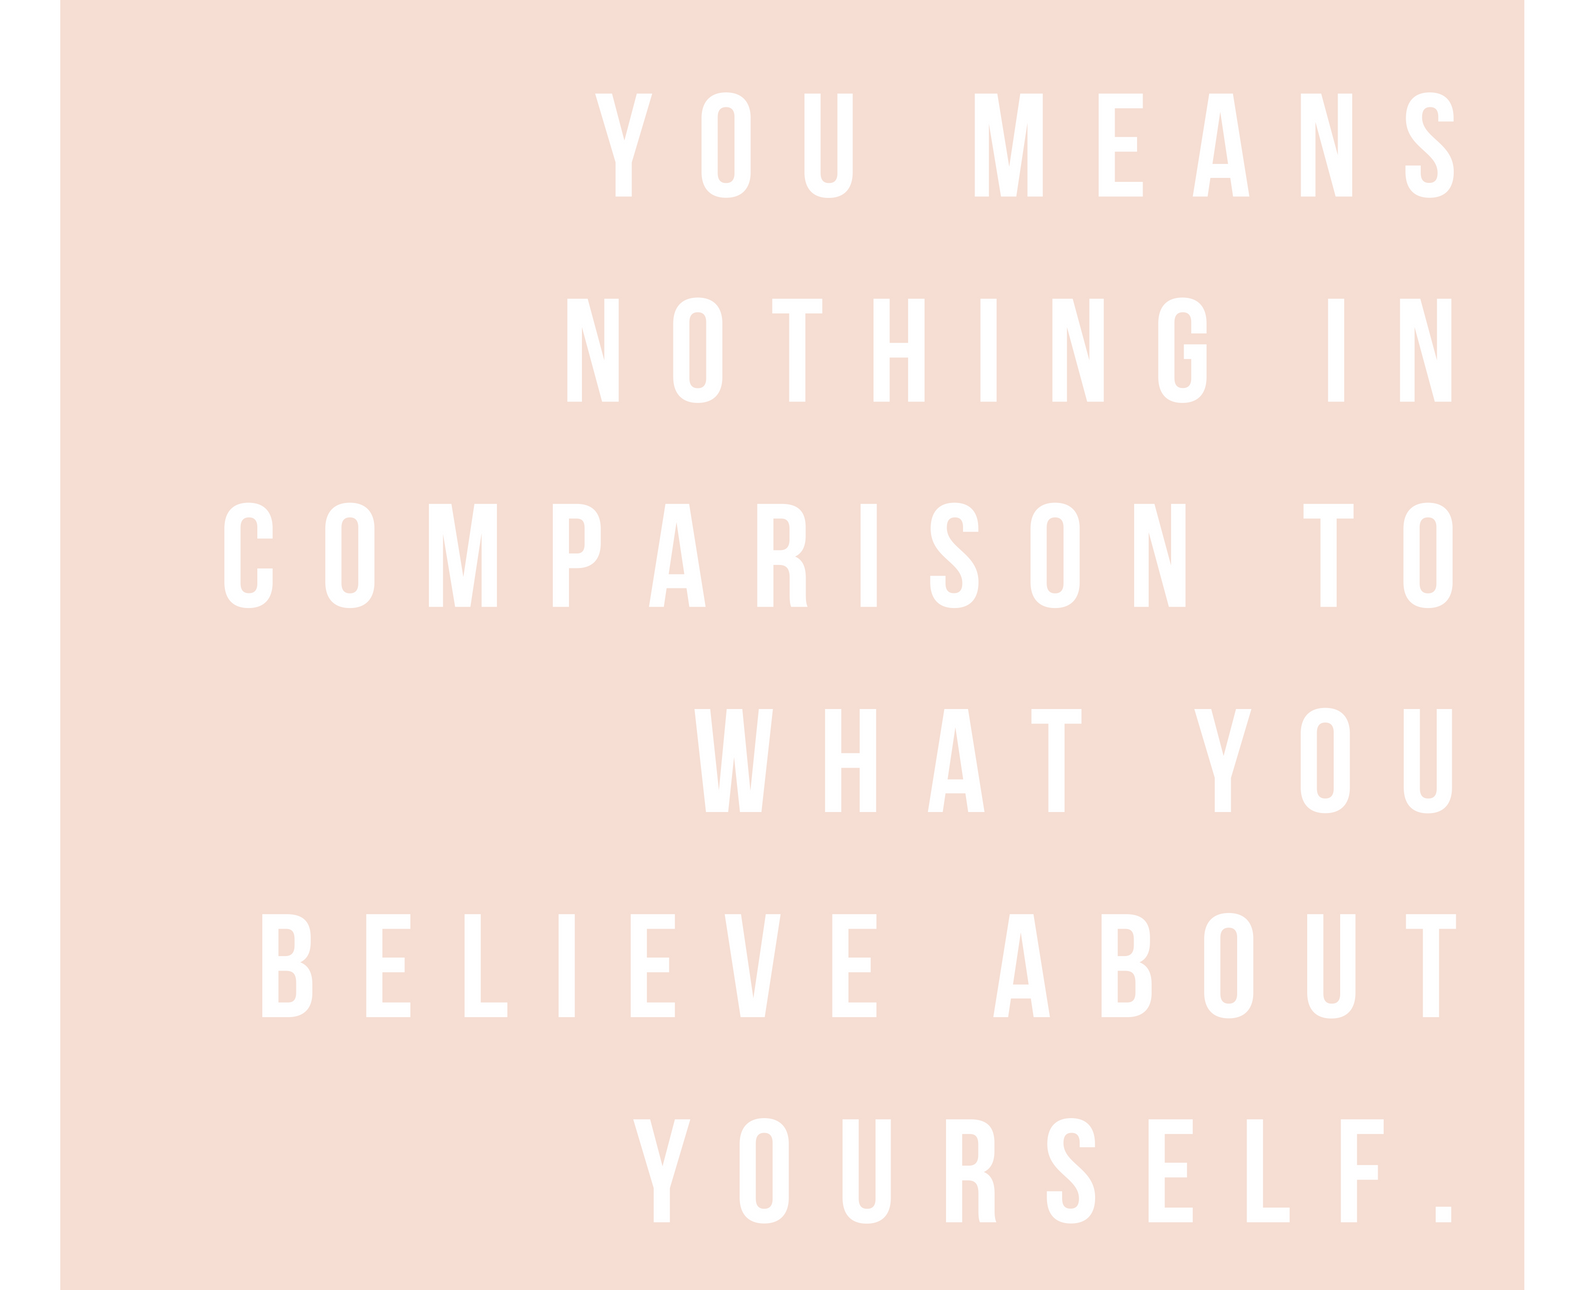 YOU MEANS
NOTHING IN
COMPARISON TO
WHAT YOU
BELIEVE ABOUT
YOURSELF.